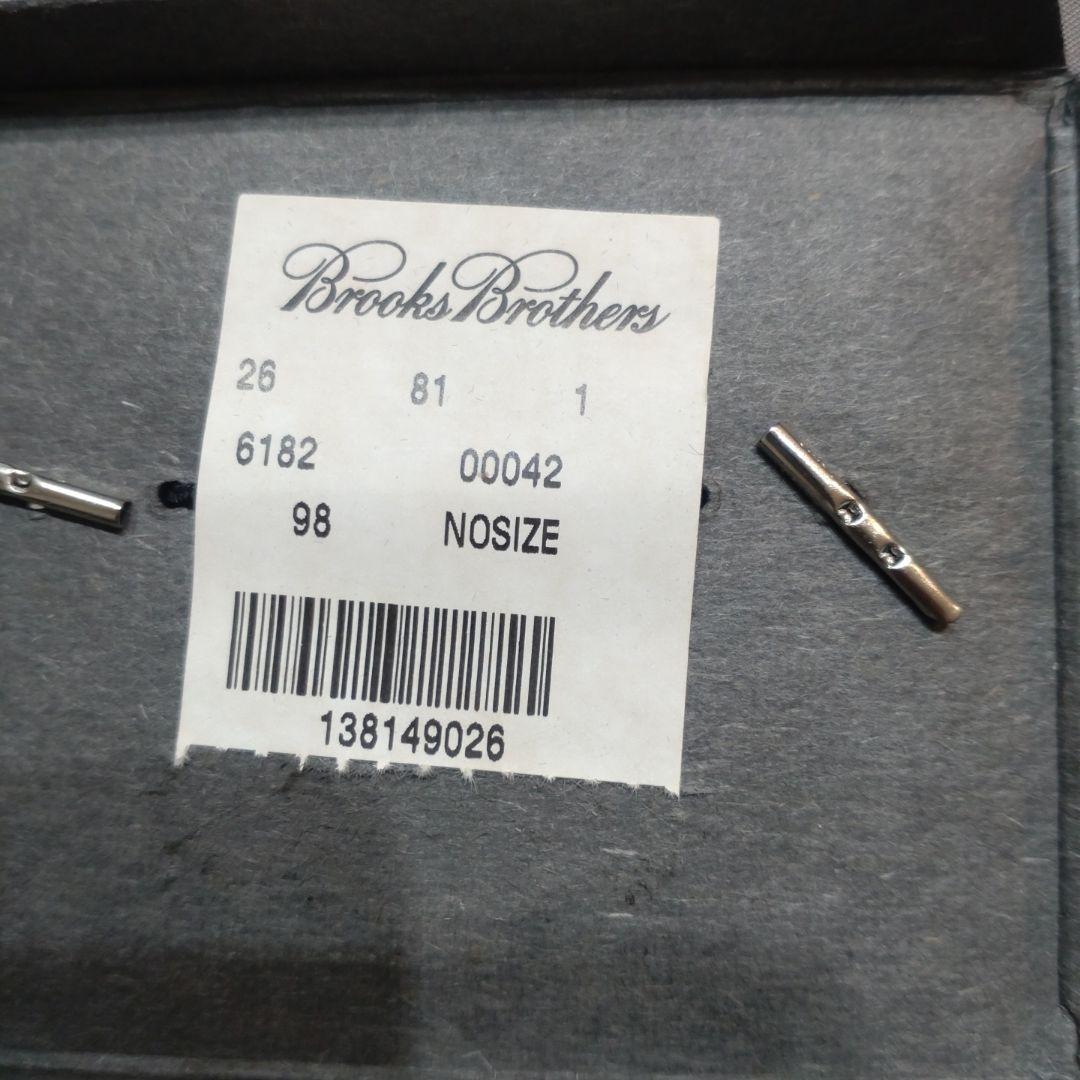 Brooks Brothers
26 81 1
6182 00042
98 NOSIZE
138149026